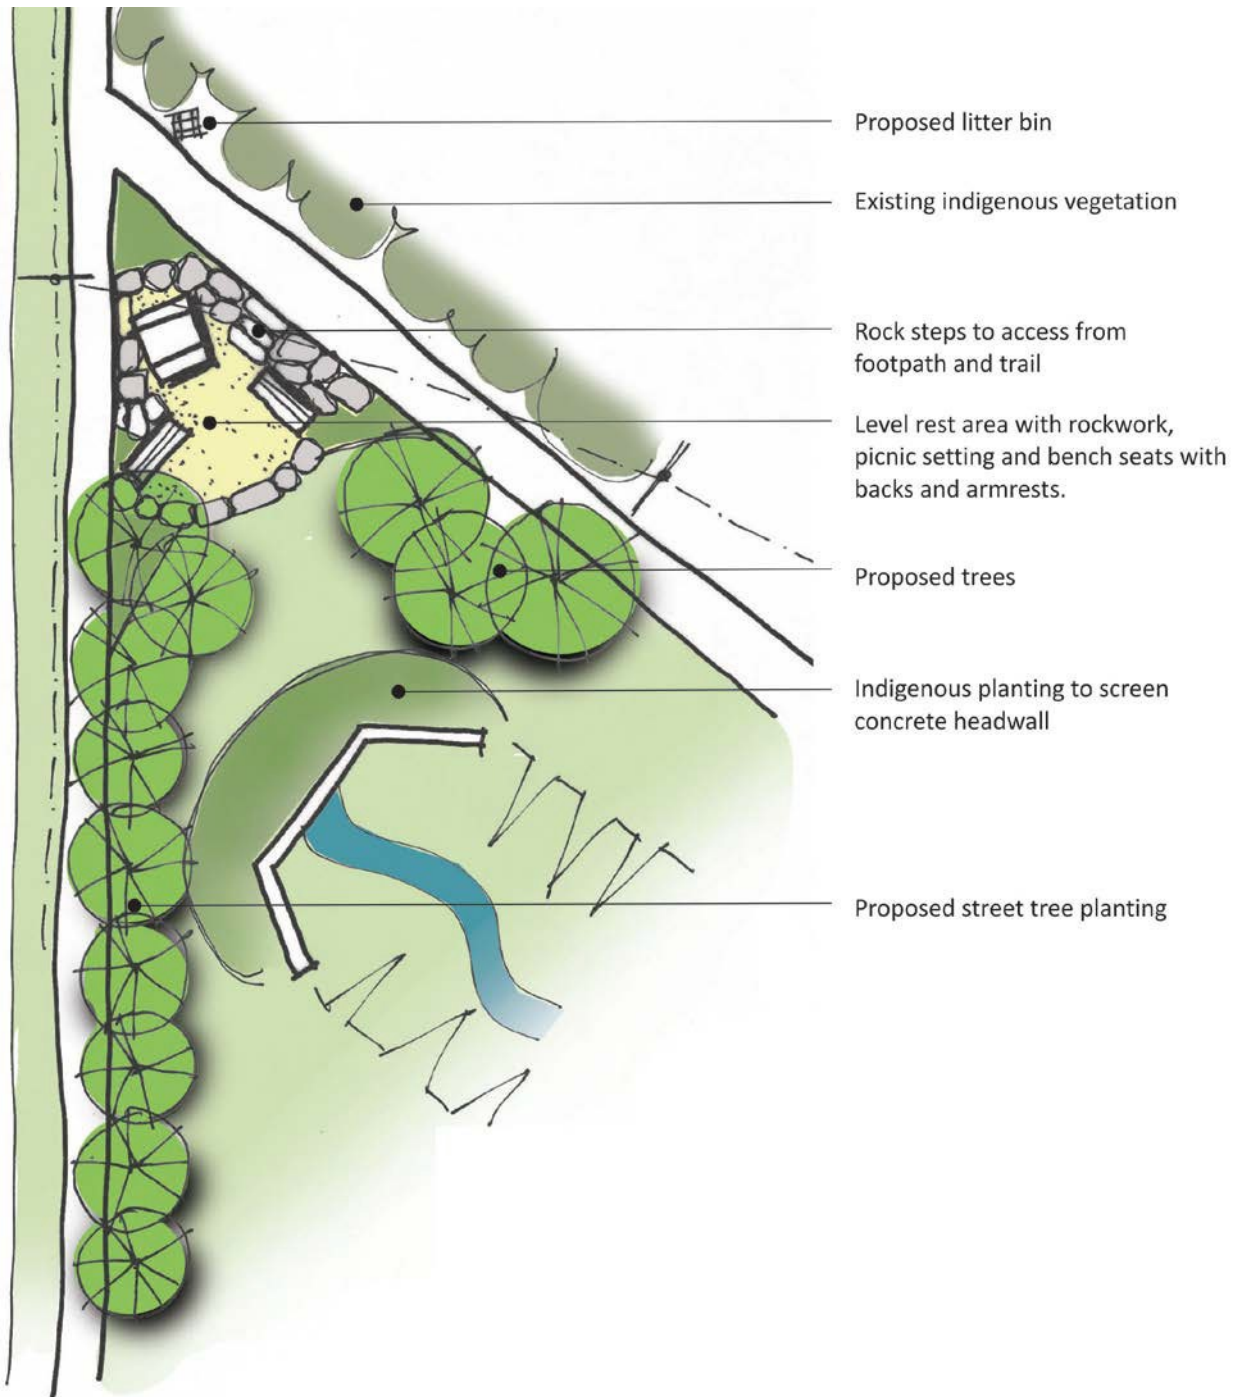 Proposed litter bin
Existing indigenous vegetation
Rock steps to access from
footpath and trail
Level rest area with rockwork,
picnic setting and bench seats with
backs and armrests.
Proposed trees
Indigenous planting to screen
concrete headwall
Proposed street tree planting